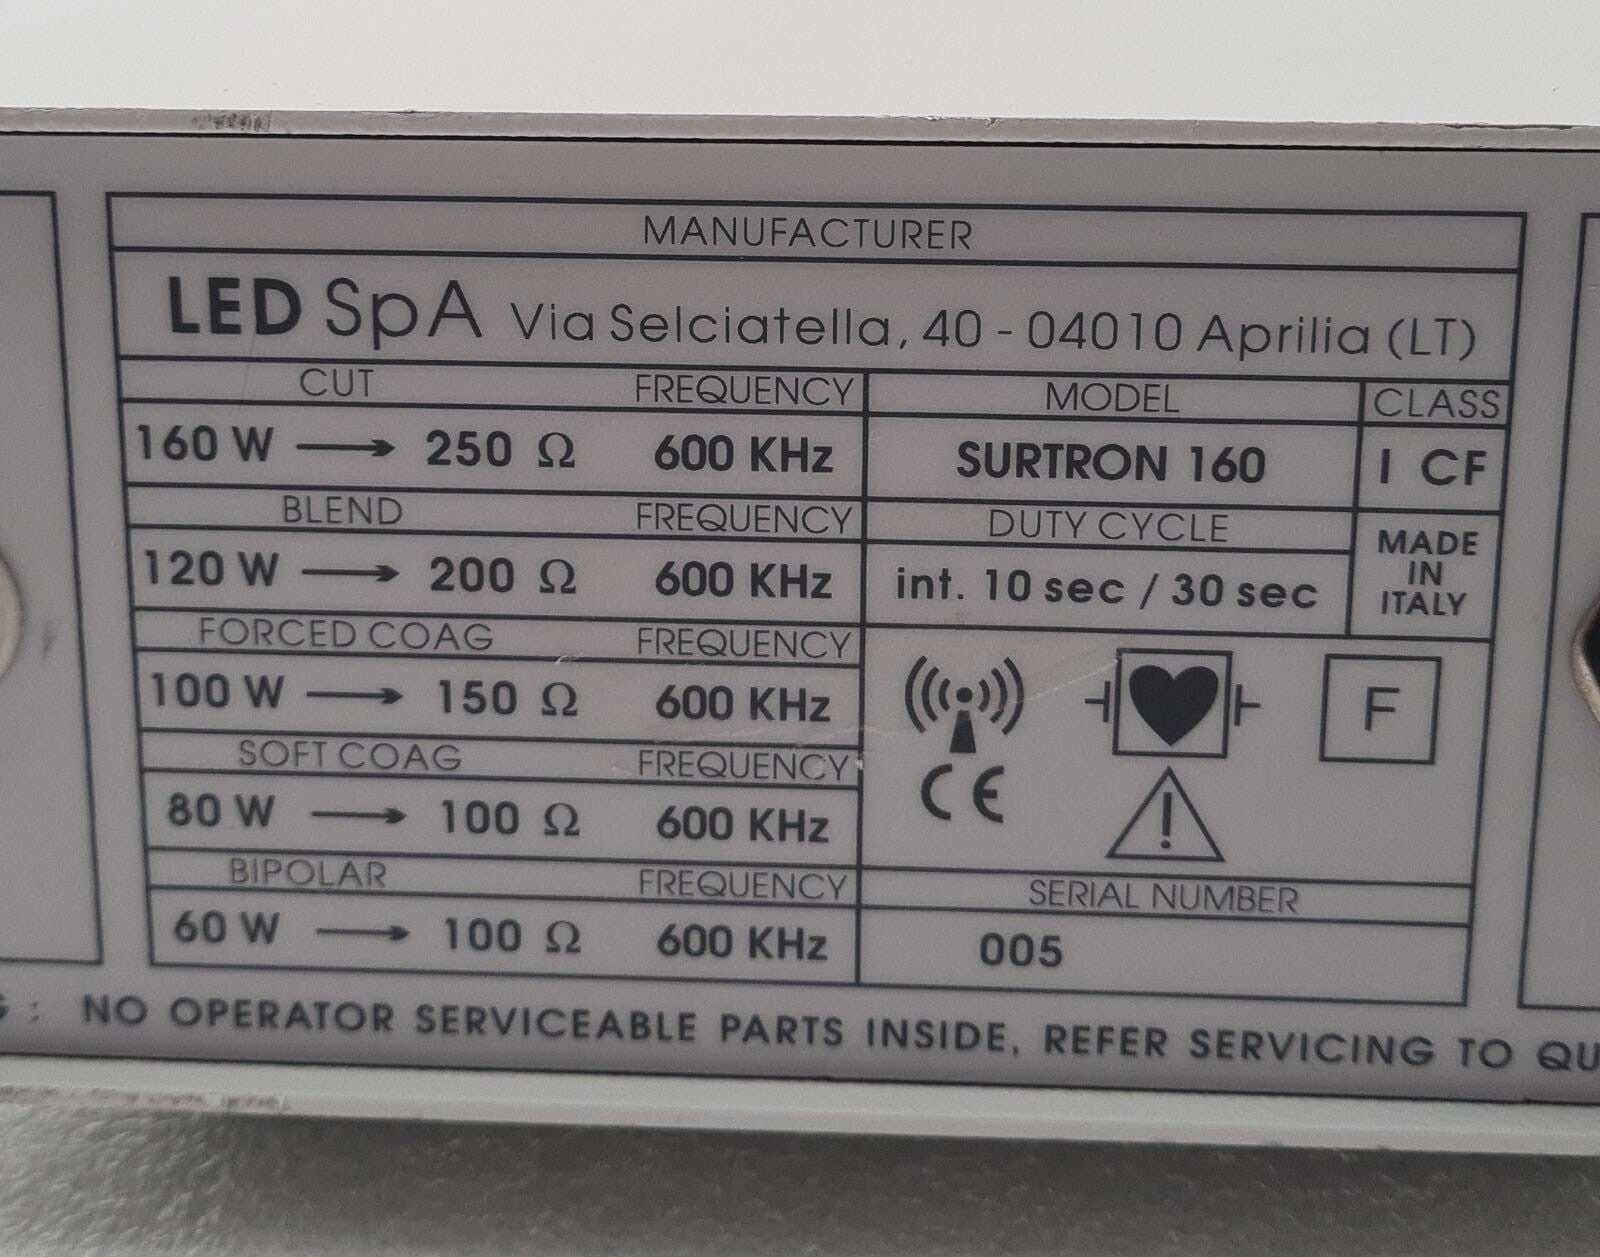 MANUFACTURER
LED SpA Via Selciatella, 40 - 04010 Aprilia (LT)
CUT FREQUENCY MODEL CLASS
160 W → 250 Ω 600 KHz SURTRON 160 I CF
BLEND FREQUENCY DUTY CYCLE MADE IN ITALY
120 W → 200 Ω 600 KHz int. 10 sec / 30 sec
FORCED COAG FREQUENCY
100 W → 150 Ω 600 KHz F
SOFT COAG FREQUENCY CE
80 W → 100 Ω 600 KHz !
BIPOLAR FREQUENCY SERIAL NUMBER
60 W → 100 Ω 600 KHz 005
: NO OPERATOR SERVICEABLE PARTS INSIDE, REFER SERVICING TO QU